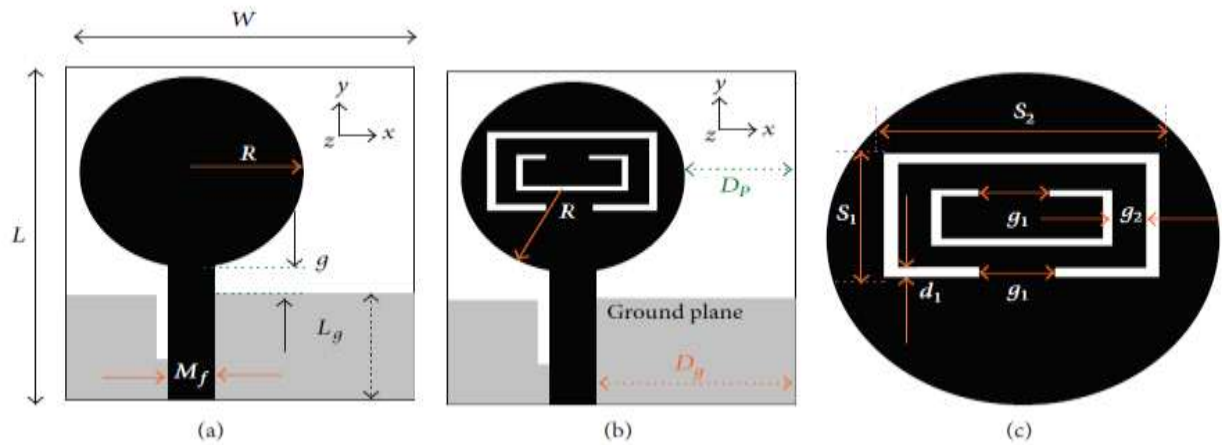 W
L
y
z
x
R
g
L_g
M_f
(a)
y
z
x
D_P
R
Ground plane
D_g
(b)
S_2
S_1
g_1
g_2
d_1
g_1
(c)